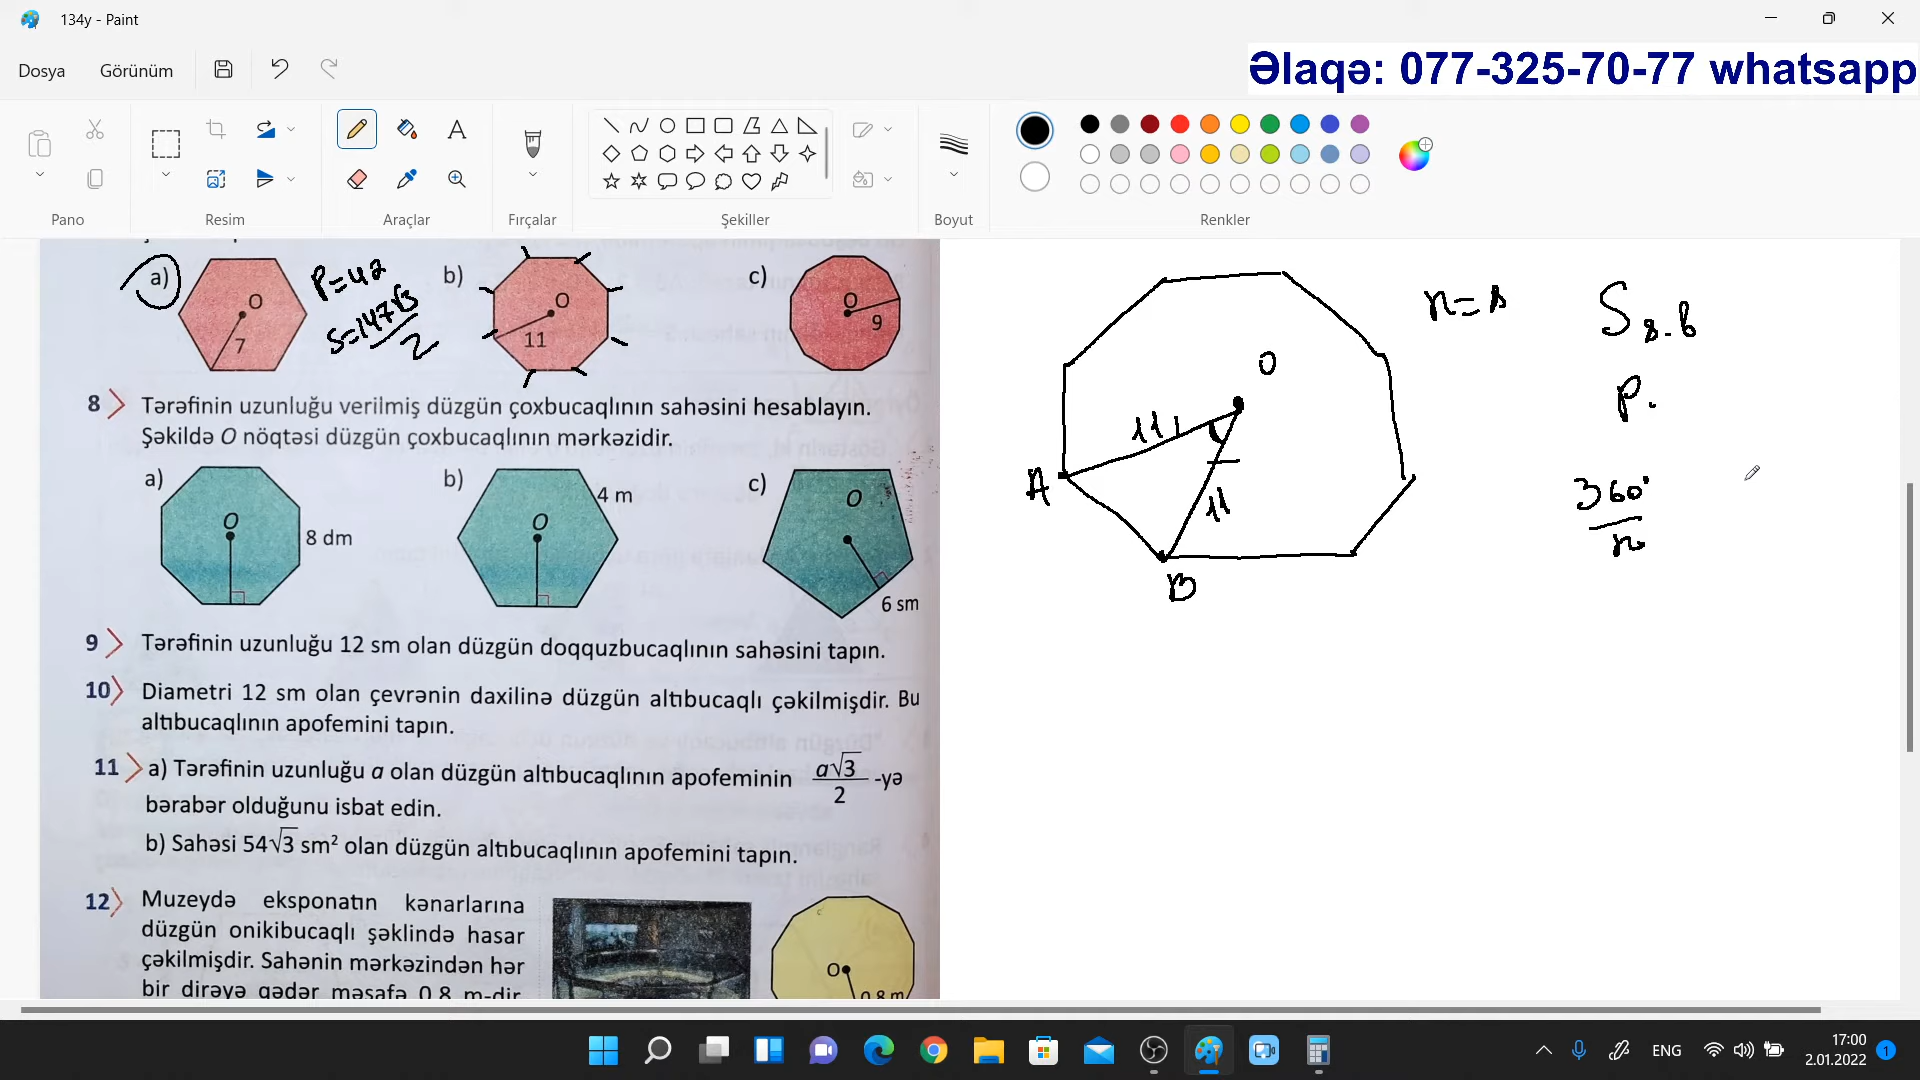 134y - Paint
Dosya
Görünüm
Əlaqə: 077-325-70-77 whatsapp
Pano
Resim
Araçlar
Fırçalar
Şekiller
Boyut
Renkler
a)
O
7
P=42
S=147√3/2
b)
O
11
c)
O
9
8 Tərəfinin uzunluğu verilmiş düzgün çoxbucaqlının sahəsini hesablayın.
Şəkildə O nöqtəsi düzgün çoxbucaqlının mərkəzidir.
a)
O
8 dm
b)
O
4 m
c)
O
6 sm
9 Tərəfinin uzunluğu 12 sm olan düzgün doqquzbucaqlının sahəsini tapın.
10 Diametri 12 sm olan çevrənin daxilinə düzgün altıbucaqlı çəkilmişdir. Bu
altıbucaqlının apofemini tapın.
11 a) Tərəfinin uzunluğu a olan düzgün altıbucaqlının apofeminin a√3/2 -yə
bərabər olduğunu isbat edin.
b) Sahəsi 54√3 sm² olan düzgün altıbucaqlının apofemini tapın.
12 Muzeydə eksponatın kənarlarına
düzgün onikibucaqlı şəklində hasar
çəkilmişdir. Sahənin mərkəzindən hər
bir dirəyə qədər məsafə 0,8 m-dir.
O
0,8 m
n=8
S8.b
P.
O
11
11
A
B
360°/n
ENG
17:00
2.01.2022
1